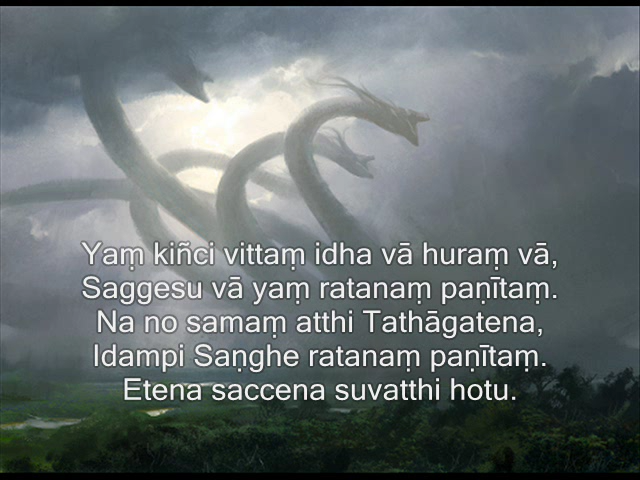 Yaṃ kiñci vittaṃ idha vā huraṃ vā,
Saggesu vā yaṃ ratanaṃ paṇītaṃ.
Na no samaṃ atthi Tathāgatena,
Idampi Saṇghe ratanaṃ paṇītaṃ.
Etena saccena suvatthi hotu.